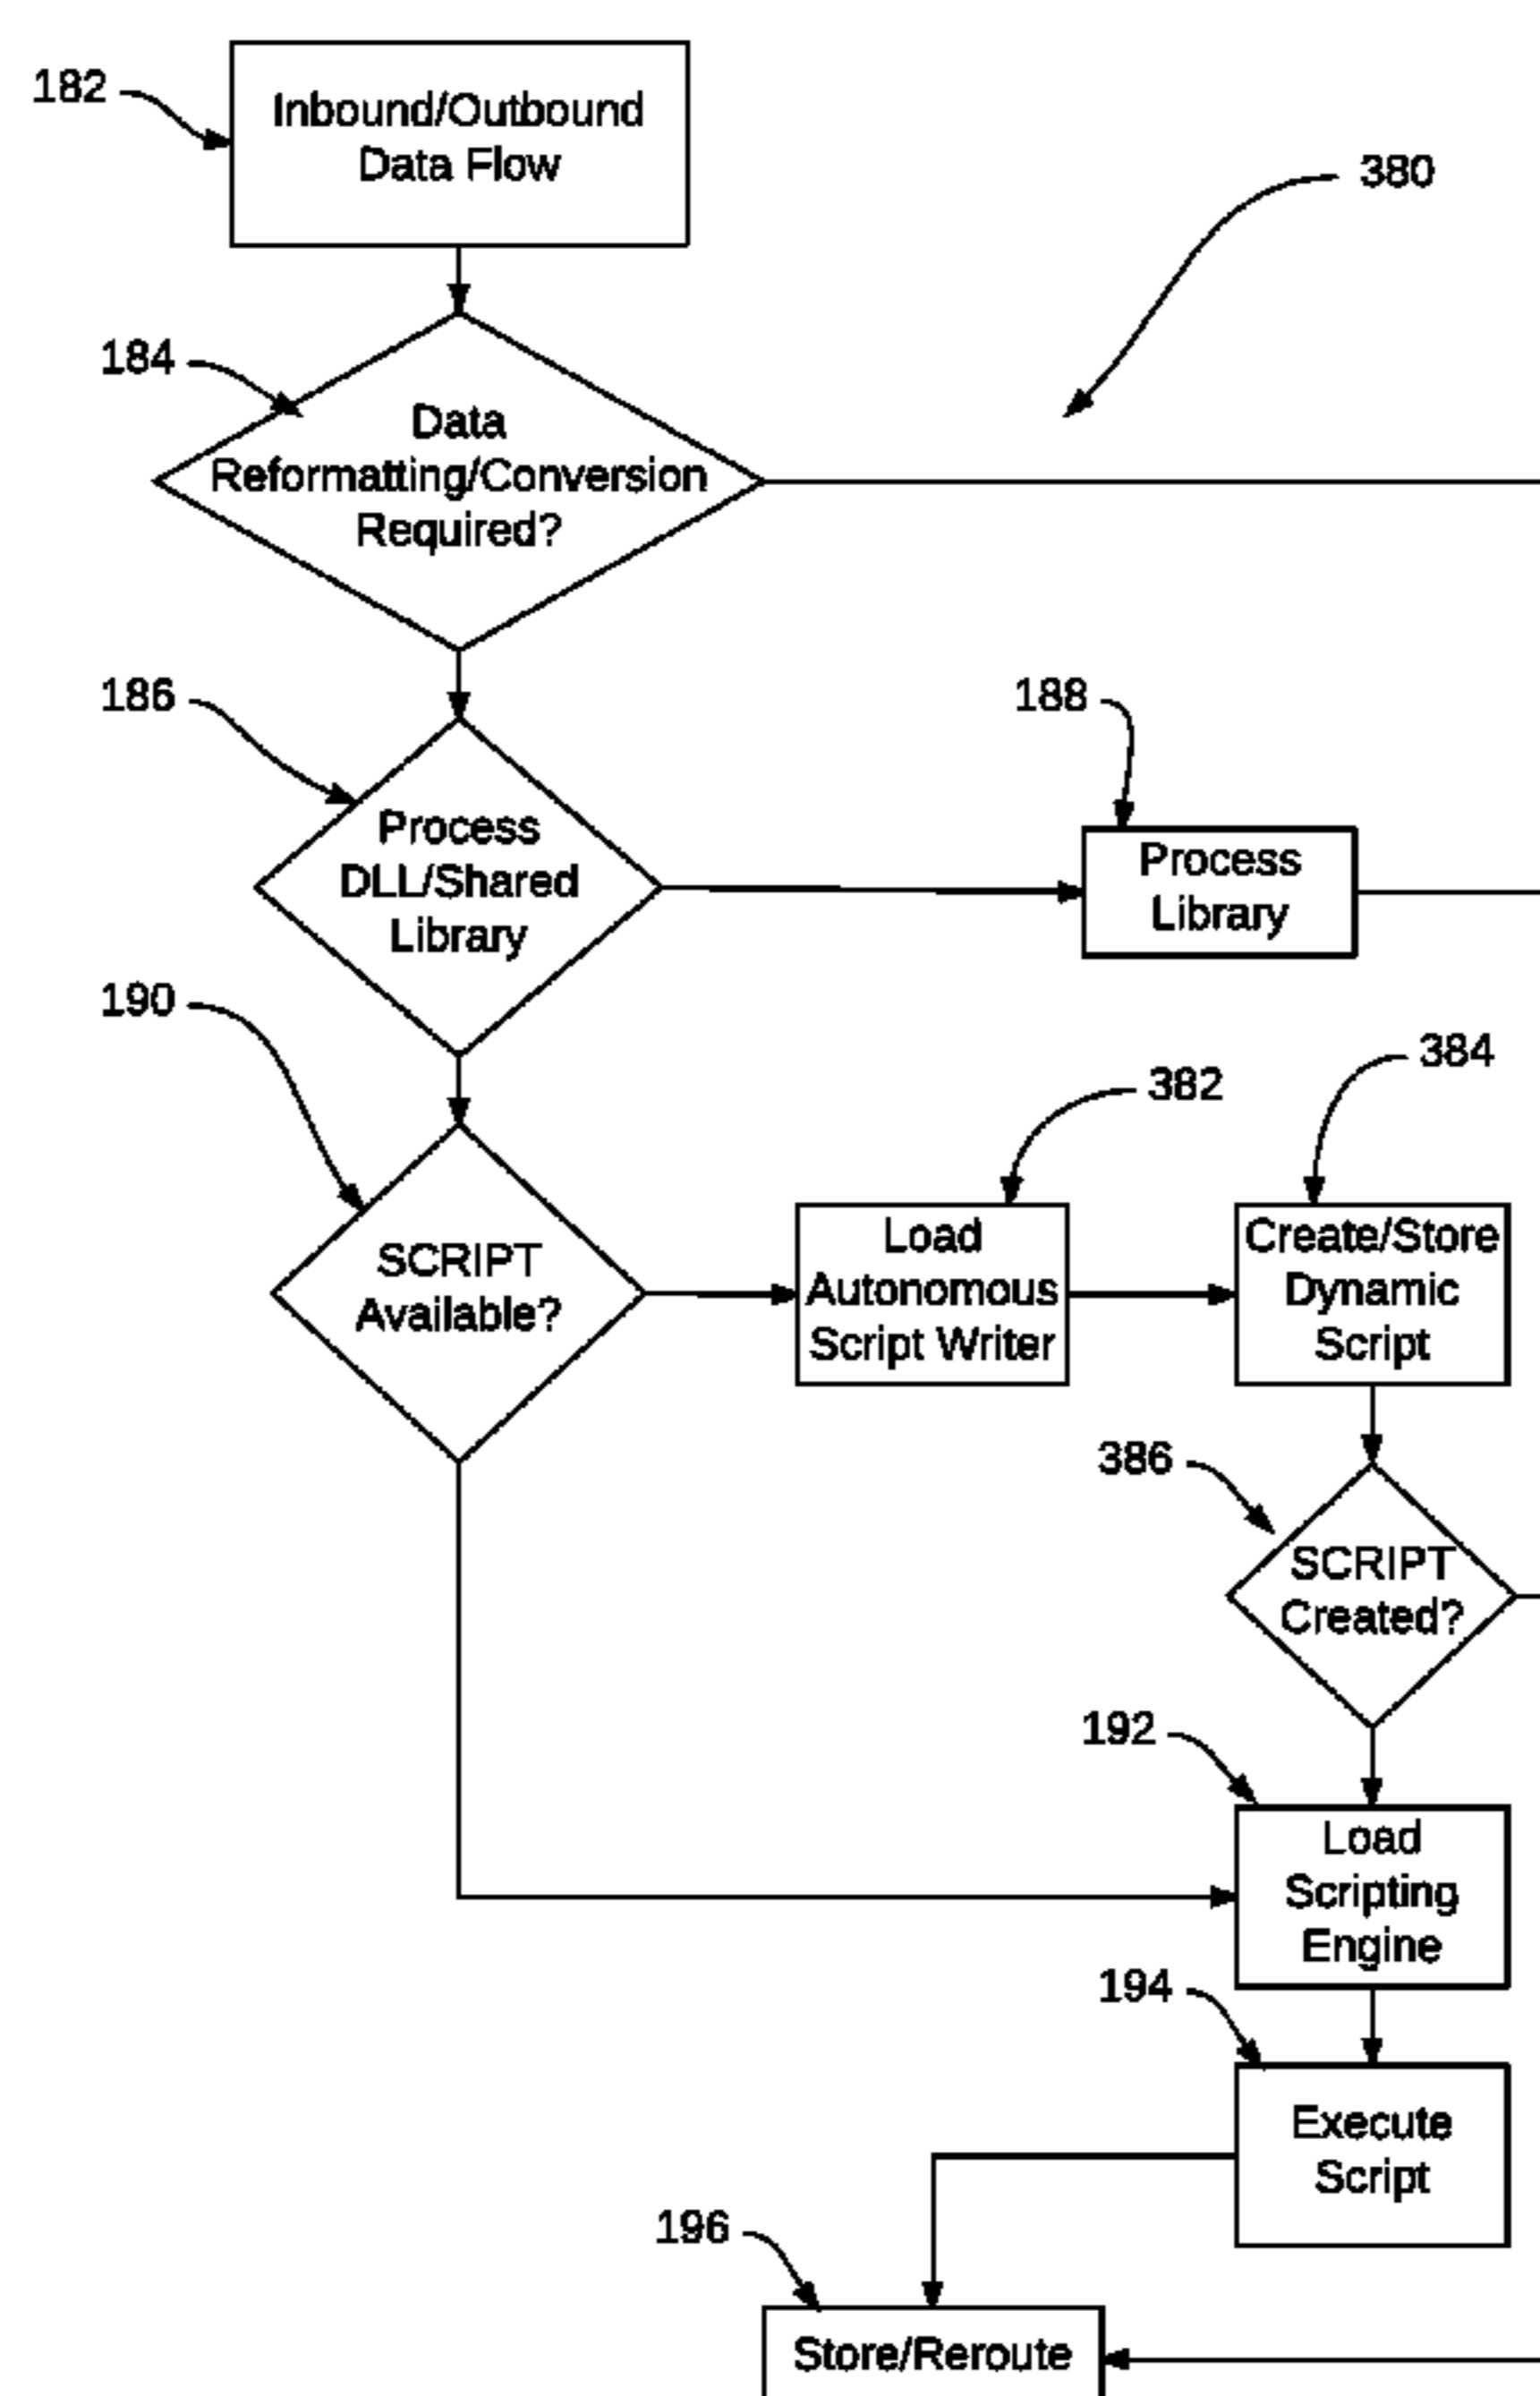 182
Inbound/Outbound
Data Flow
380
184
Data
Reformatting/Conversion
Required?
186
Process
DLL/Shared
Library
188
Process
Library
190
SCRIPT
Available?
382
Load
Autonomous
Script Writer
384
Create/Store
Dynamic
Script
386
SCRIPT
Created?
192
Load
Scripting
Engine
194
Execute
Script
196
Store/Reroute